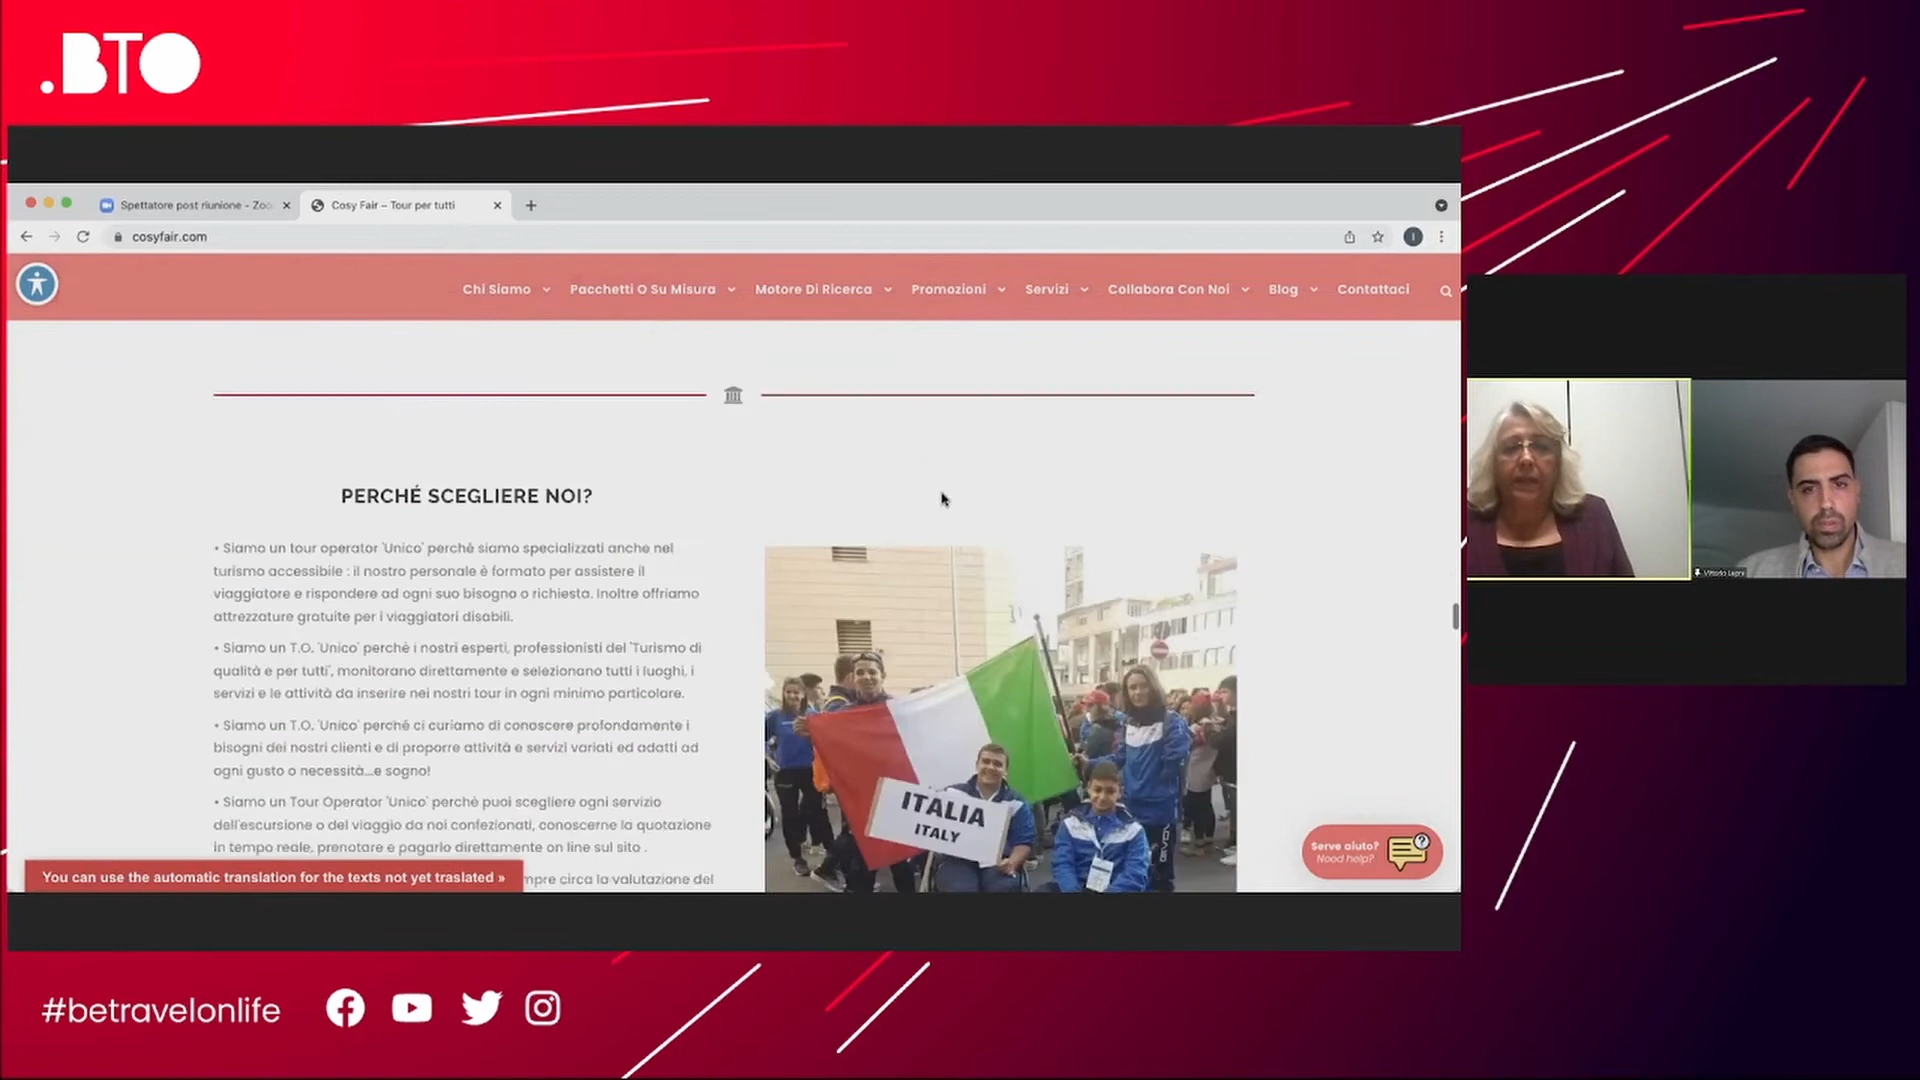 .BTO
Spettatore post riunione - Zoo
Cosy Fair – Tour per tutti
cosyfair.com
Chi Siamo
Pacchetti O Su Misura
Motore Di Ricerca
Promozioni
Servizi
Collabora Con Noi
Blog
Contattaci
PERCHÉ SCEGLIERE NOI?
• Siamo un tour operator 'Unico' perché siamo specializzati anche nel
turismo accessibile : il nostro personale è formato per assistere il
viaggiatore e rispondere ad ogni suo bisogno o richiesta. Inoltre offriamo
attrezzature gratuite per i viaggiatori disabili.
• Siamo un T.O. 'Unico' perché i nostri esperti, professionisti del 'Turismo di
qualità e per tutti', monitorano direttamente e selezionano tutti i luoghi, i
servizi e le attività da inserire nei nostri tour in ogni minimo particolare.
• Siamo un T.O. 'Unico' perché ci curiamo di conoscere profondamente i
bisogni dei nostri clienti e di proporre attività e servizi variati ed adatti ad
ogni gusto o necessità...e sogno!
• Siamo un Tour Operator 'Unico' perchè puoi scegliere ogni servizio
dell'escursione o del viaggio da noi confezionati, conoscerne la quotazione
in tempo reale, prenotare e pagarlo direttamente on line sul sito .
mpre circa la valutazione del
You can use the automatic translation for the texts not yet traslated »
ITALIA
ITALY
Serve aiuto?
Need help?
Vittorio Lepri
#betravelonlife